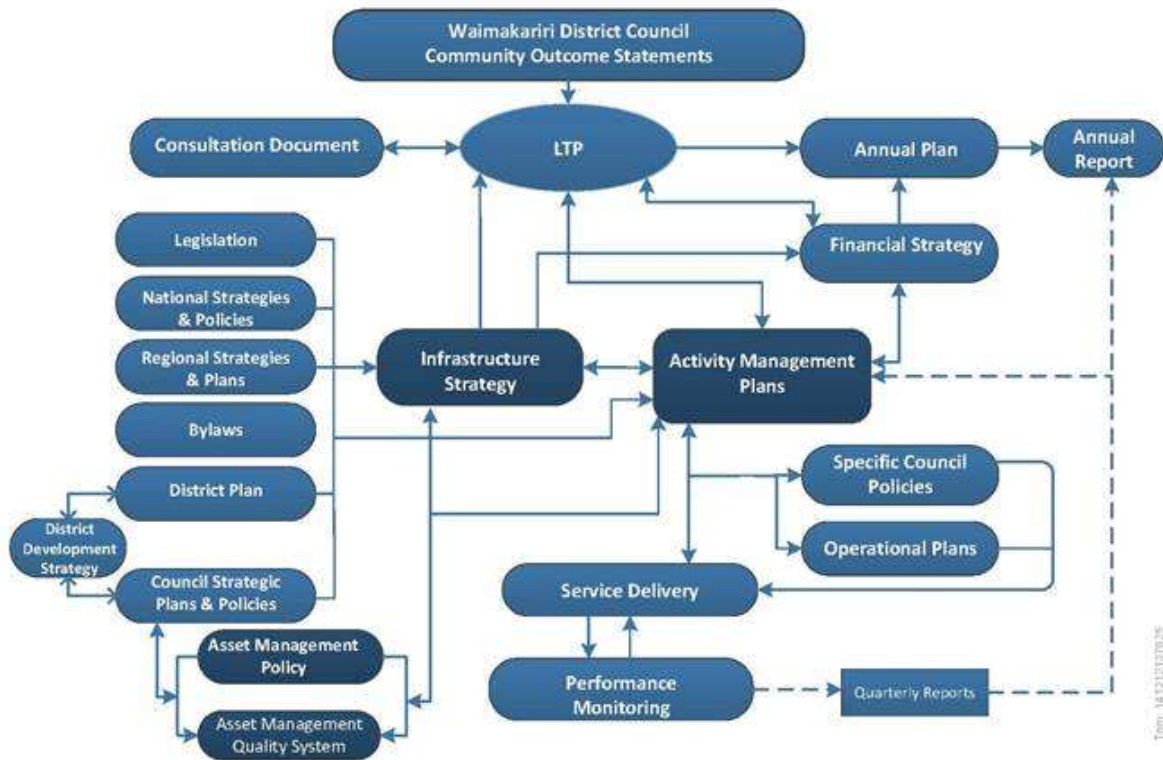 Waimakariri District Council
Community Outcome Statements
Consultation Document
LTP
Annual Plan
Annual
Report
Legislation
Financial Strategy
National Strategies
& Policies
Regional Strategies
& Plans
Infrastructure
Strategy
Activity Management
Plans
Bylaws
District Plan
Specific Council
Policies
District
Development
Strategy
Operational Plans
Council Strategic
Plans & Policies
Service Delivery
Asset Management
Policy
Performance
Monitoring
Quarterly Reports
Asset Management
Quality System